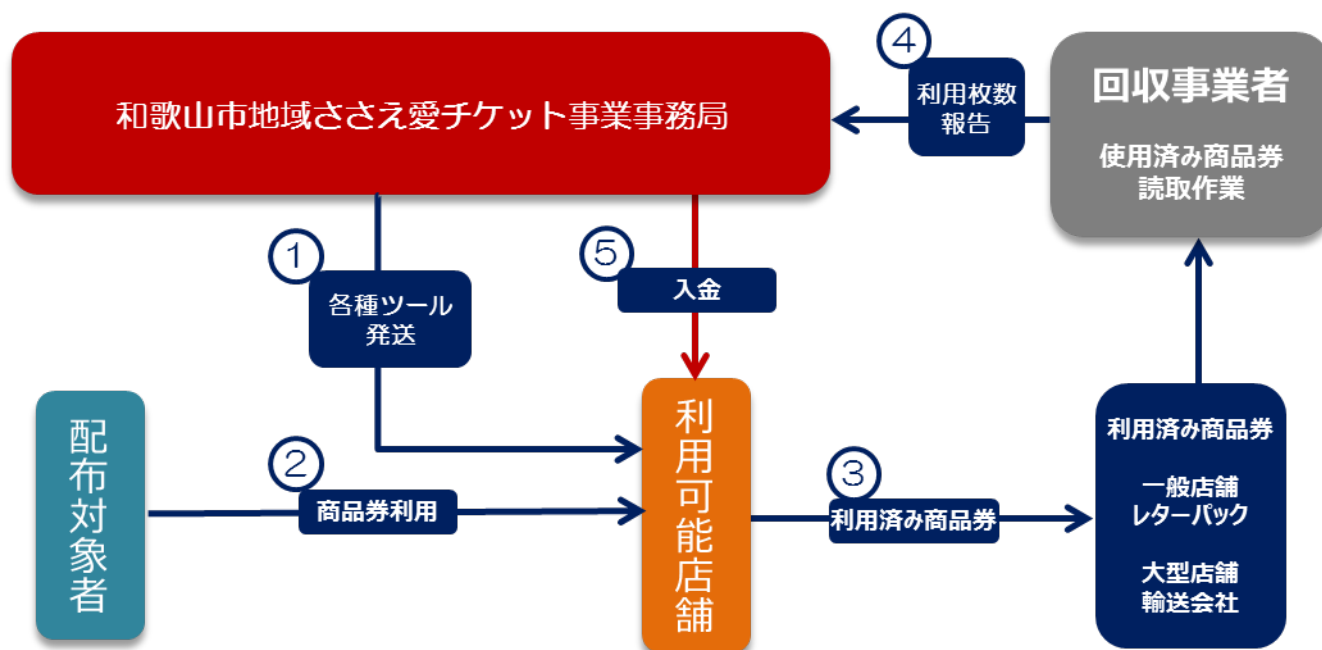 和歌山市地域ささえ愛チケット事業事務局
④
利用枚数
報告
回収事業者
使用済み商品券
読取作業
①
各種ツール
発送
⑤
入金
配布対象者
②
商品券利用
利用可能店舗
③
利用済み商品券
利用済み商品券
一般店舗
レターパック
大型店舗
輸送会社